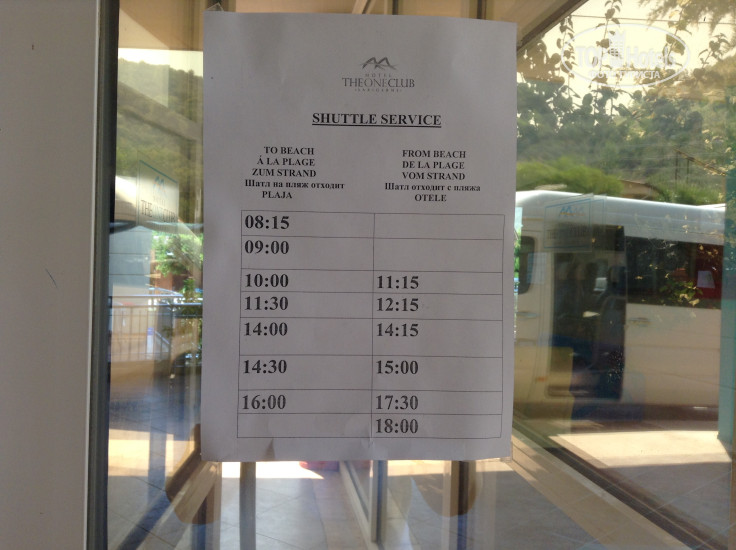 HOTEL
THE ONE CLUB
SHUTTLE SERVICE
TO BEACH
Á LA PLAGE
ZUM STRAND
Шатл на пляж отходит
PLAJA
FROM BEACH
DE LA PLAGE
VOM STRAND
Шатл отходит с пляжа
OTELE
08:15
09:00
10:00 11:15
11:30 12:15
14:00 14:15
14:30 15:00
16:00 17:30
18:00